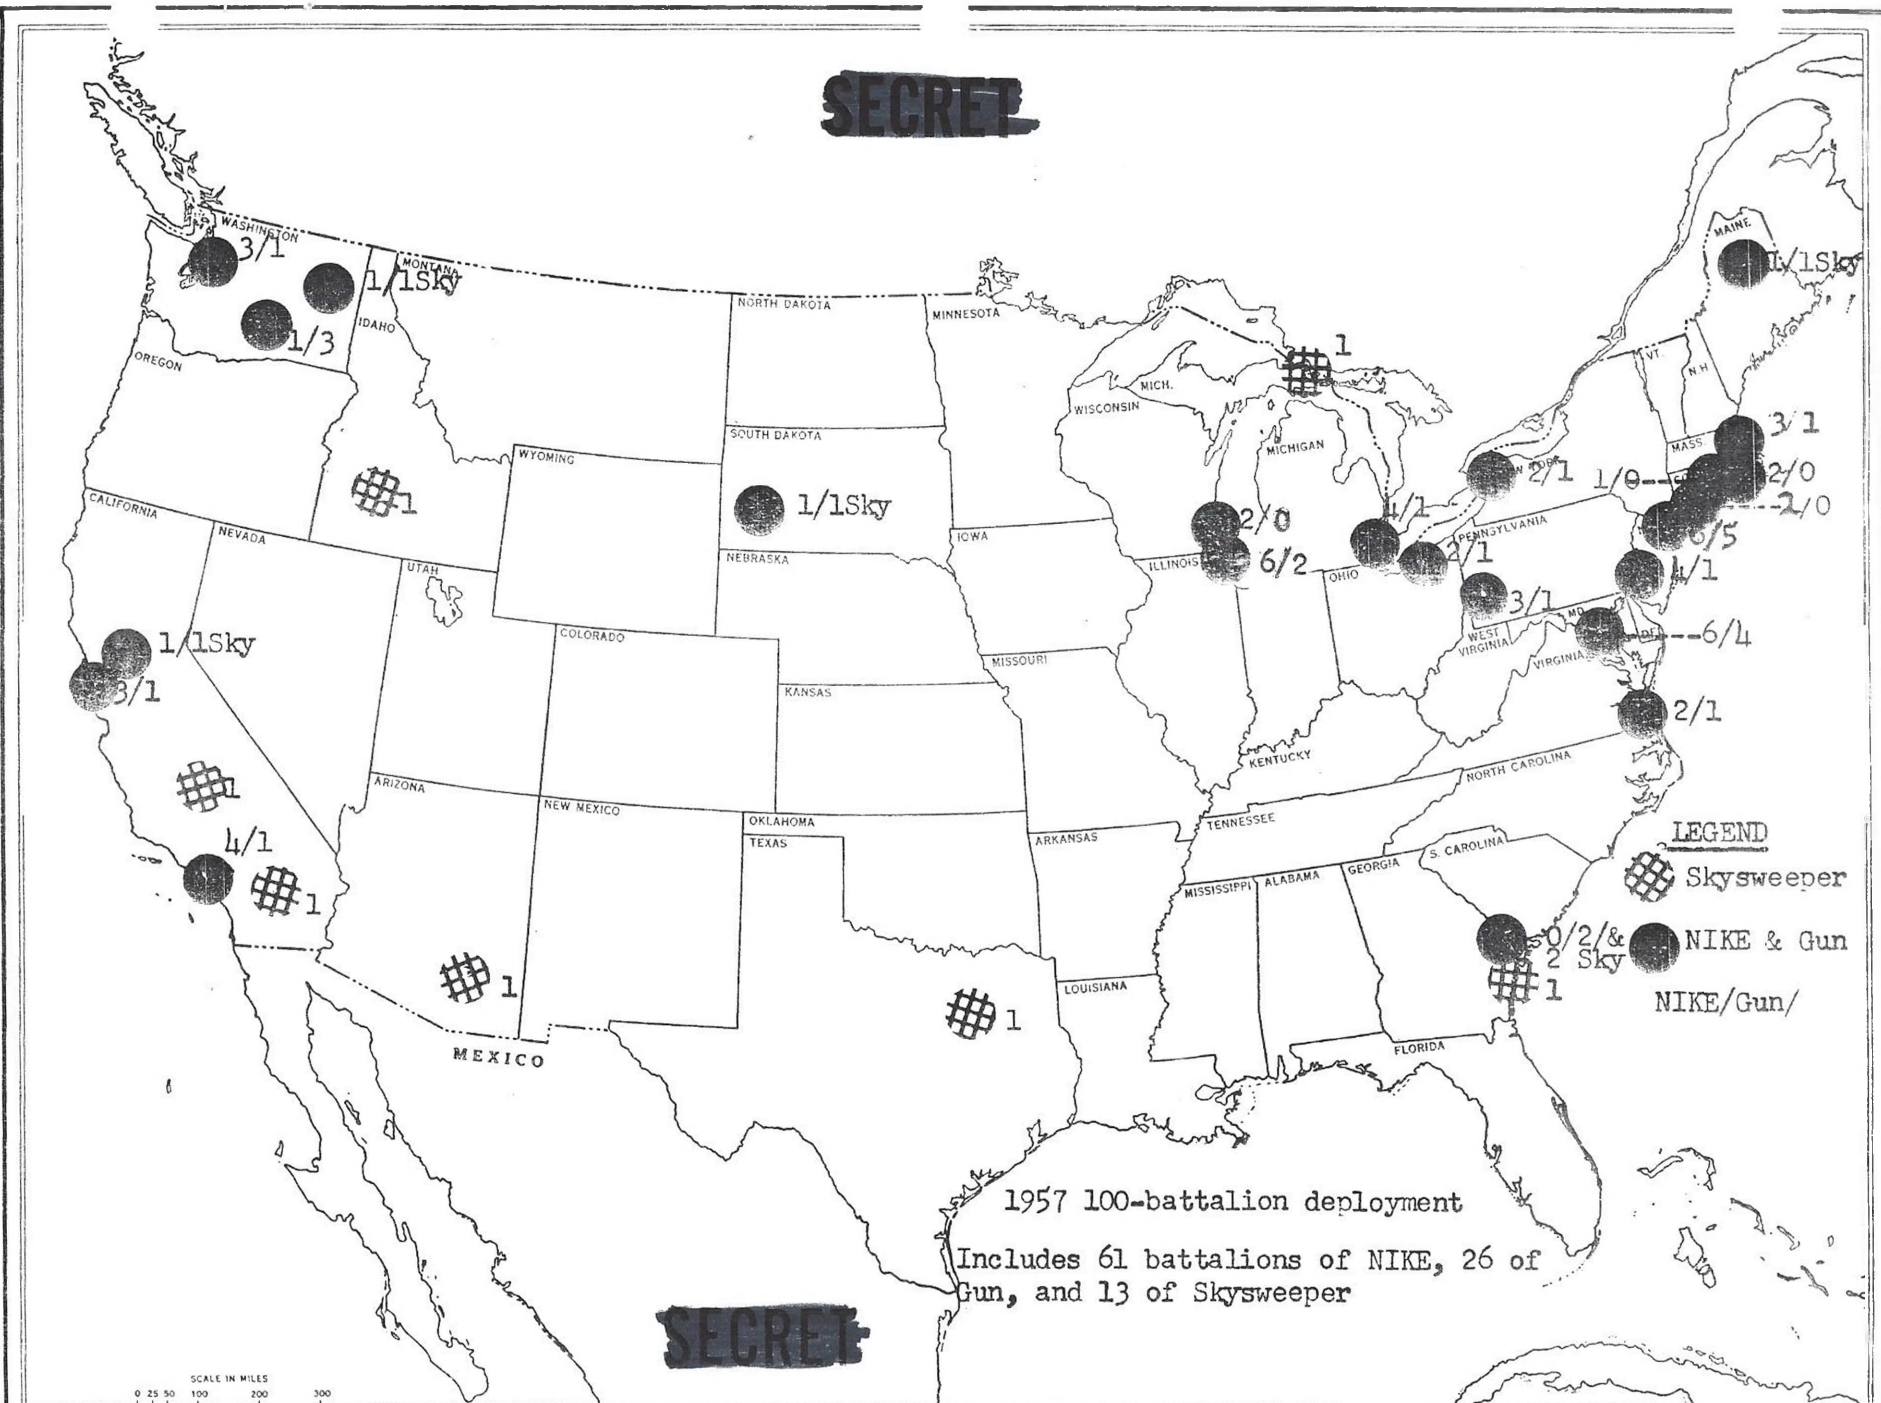 SECRET
WASHINGTON
3/1
1/1Sky
MONTANA
1/3
IDAHO
OREGON
NORTH DAKOTA
MINNESOTA
MAINE
1/1Sky
1
VT.
N.H
MICH.
WISCONSIN
SOUTH DAKOTA
MICHIGAN
MASS.
3/1
WYOMING
1
1/1Sky
2/1
1/0--
2/0
CALIFORNIA
NEVADA
UTAH
NEBRASKA
IOWA
ILLINOIS
2/0
6/2
OHIO
4/1
2/1
PENNSYLVANIA
6/5
4/1
3/1
MD.
WEST
VIRGINIA
VIRGINIA
DEL
---6/4
1/1Sky
3/1
COLORADO
MISSOURI
KANSAS
2/1
1
KENTUCKY
NORTH CAROLINA
ARIZONA
NEW MEXICO
OKLAHOMA
TEXAS
ARKANSAS
TENNESSEE
4/1
1
MISSISSIPPI
ALABAMA
GEORGIA
S. CAROLINA
LEGEND
Skysweeper
0/2/&
2 Sky
NIKE & Gun
1
1
1
LOUISIANA
NIKE/Gun/
MEXICO
FLORIDA
1957 100-battalion deployment
Includes 61 battalions of NIKE, 26 of
Gun, and 13 of Skysweeper
SECRET
SCALE IN MILES
0 25 50 100 200 300